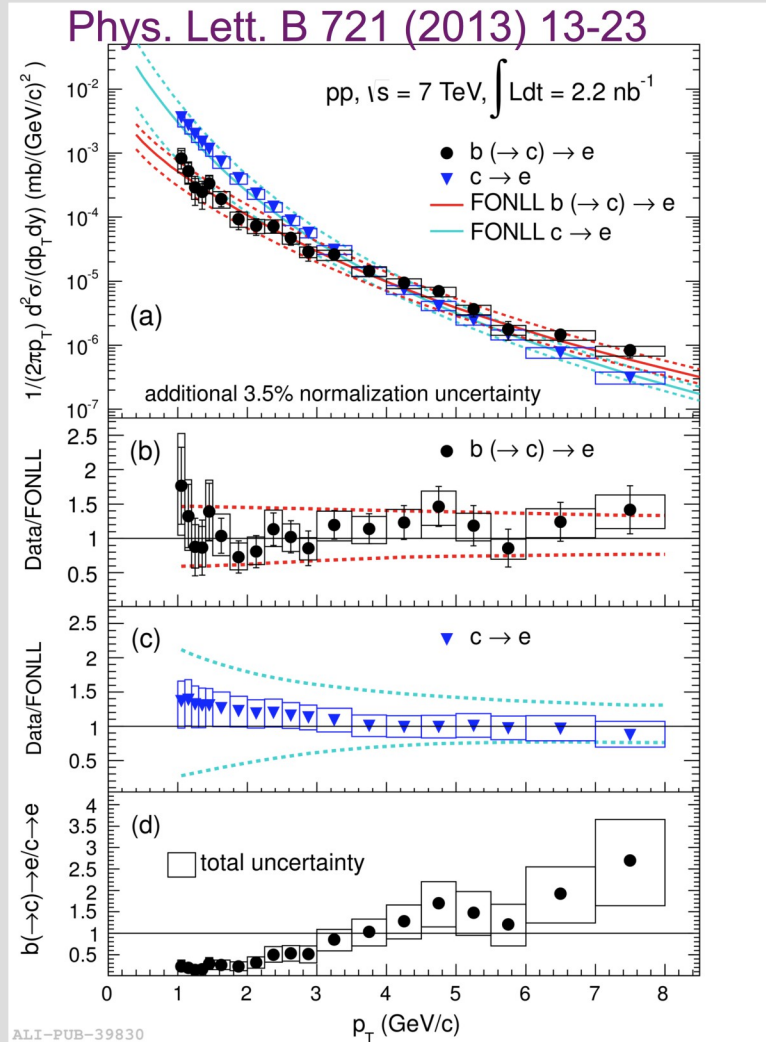 Phys. Lett. B 721 (2013) 13-23
1/(2πp_T) d²σ/(dp_Tdy) (mb/(GeV/c)²)
10⁻²
10⁻³
10⁻⁴
10⁻⁵
10⁻⁶
10⁻⁷
pp, √s = 7 TeV, ∫Ldt = 2.2 nb⁻¹
b (→ c) → e
c → e
FONLL b (→ c) → e
FONLL c → e
(a)
additional 3.5% normalization uncertainty
Data/FONLL
2.5
2
1.5
1
0.5
(b)
b (→ c) → e
Data/FONLL
2.5
2
1.5
1
0.5
(c)
c → e
b(→c)→e/c→e
4
3.5
3
2.5
2
1.5
1
0.5
(d)
total uncertainty
0 1 2 3 4 5 6 7 8
p_T (GeV/c)
ALI-PUB-39830